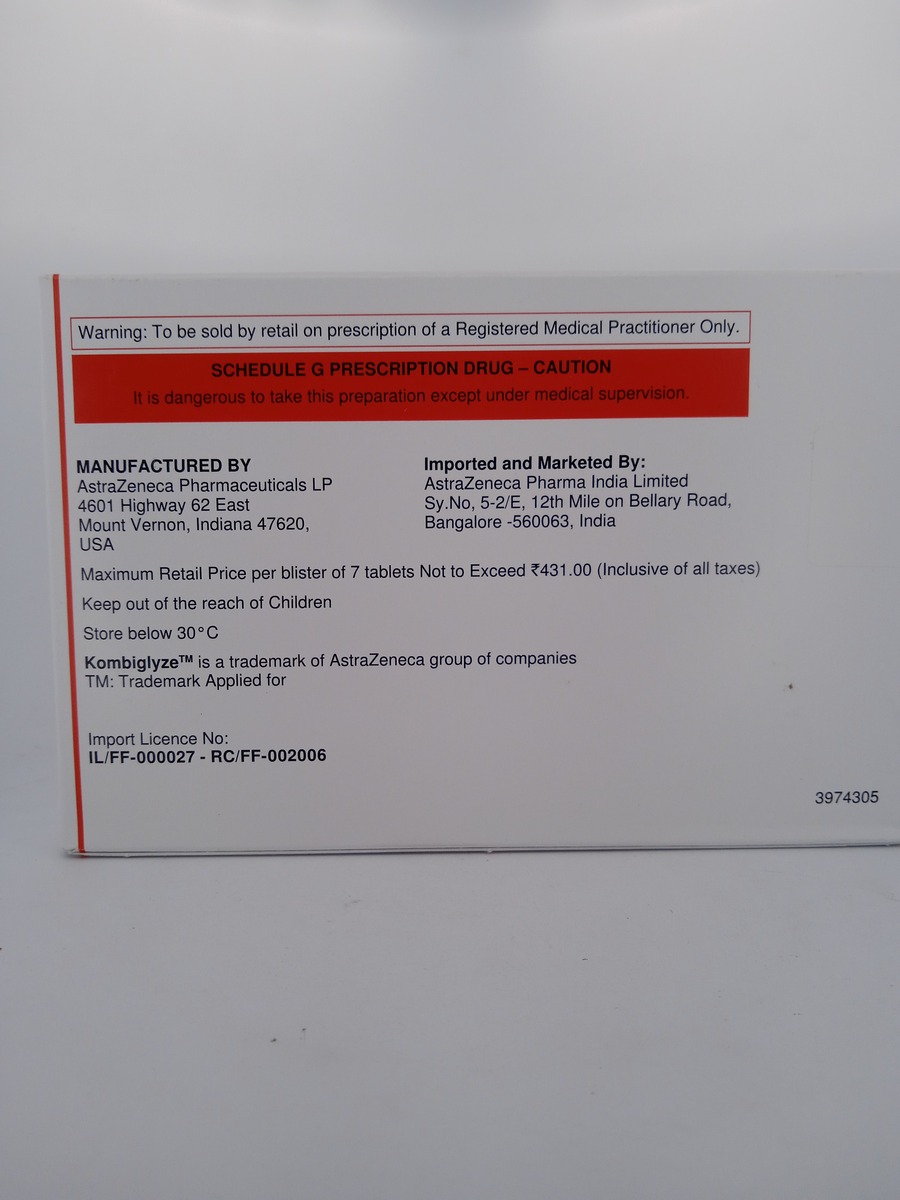 Warning: To be sold by retail on prescription of a Registered Medical Practitioner Only.
SCHEDULE G PRESCRIPTION DRUG – CAUTION
It is dangerous to take this preparation except under medical supervision.
MANUFACTURED BY
AstraZeneca Pharmaceuticals LP
4601 Highway 62 East
Mount Vernon, Indiana 47620,
USA
Imported and Marketed By:
AstraZeneca Pharma India Limited
Sy.No, 5-2/E, 12th Mile on Bellary Road,
Bangalore -560063, India
Maximum Retail Price per blister of 7 tablets Not to Exceed ₹431.00 (Inclusive of all taxes)
Keep out of the reach of Children
Store below 30°C
Kombiglyze™ is a trademark of AstraZeneca group of companies
TM: Trademark Applied for
Import Licence No:
IL/FF-000027 - RC/FF-002006
3974305